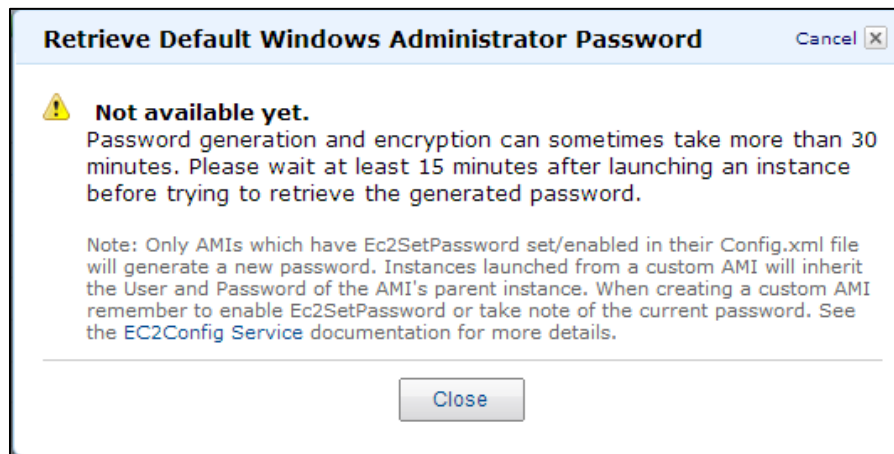 Retrieve Default Windows Administrator Password
Cancel
Not available yet.
Password generation and encryption can sometimes take more than 30
minutes. Please wait at least 15 minutes after launching an instance
before trying to retrieve the generated password.
Note: Only AMIs which have Ec2SetPassword set/enabled in their Config.xml file
will generate a new password. Instances launched from a custom AMI will inherit
the User and Password of the AMI's parent instance. When creating a custom AMI
remember to enable Ec2SetPassword or take note of the current password. See
the EC2Config Service documentation for more details.
Close